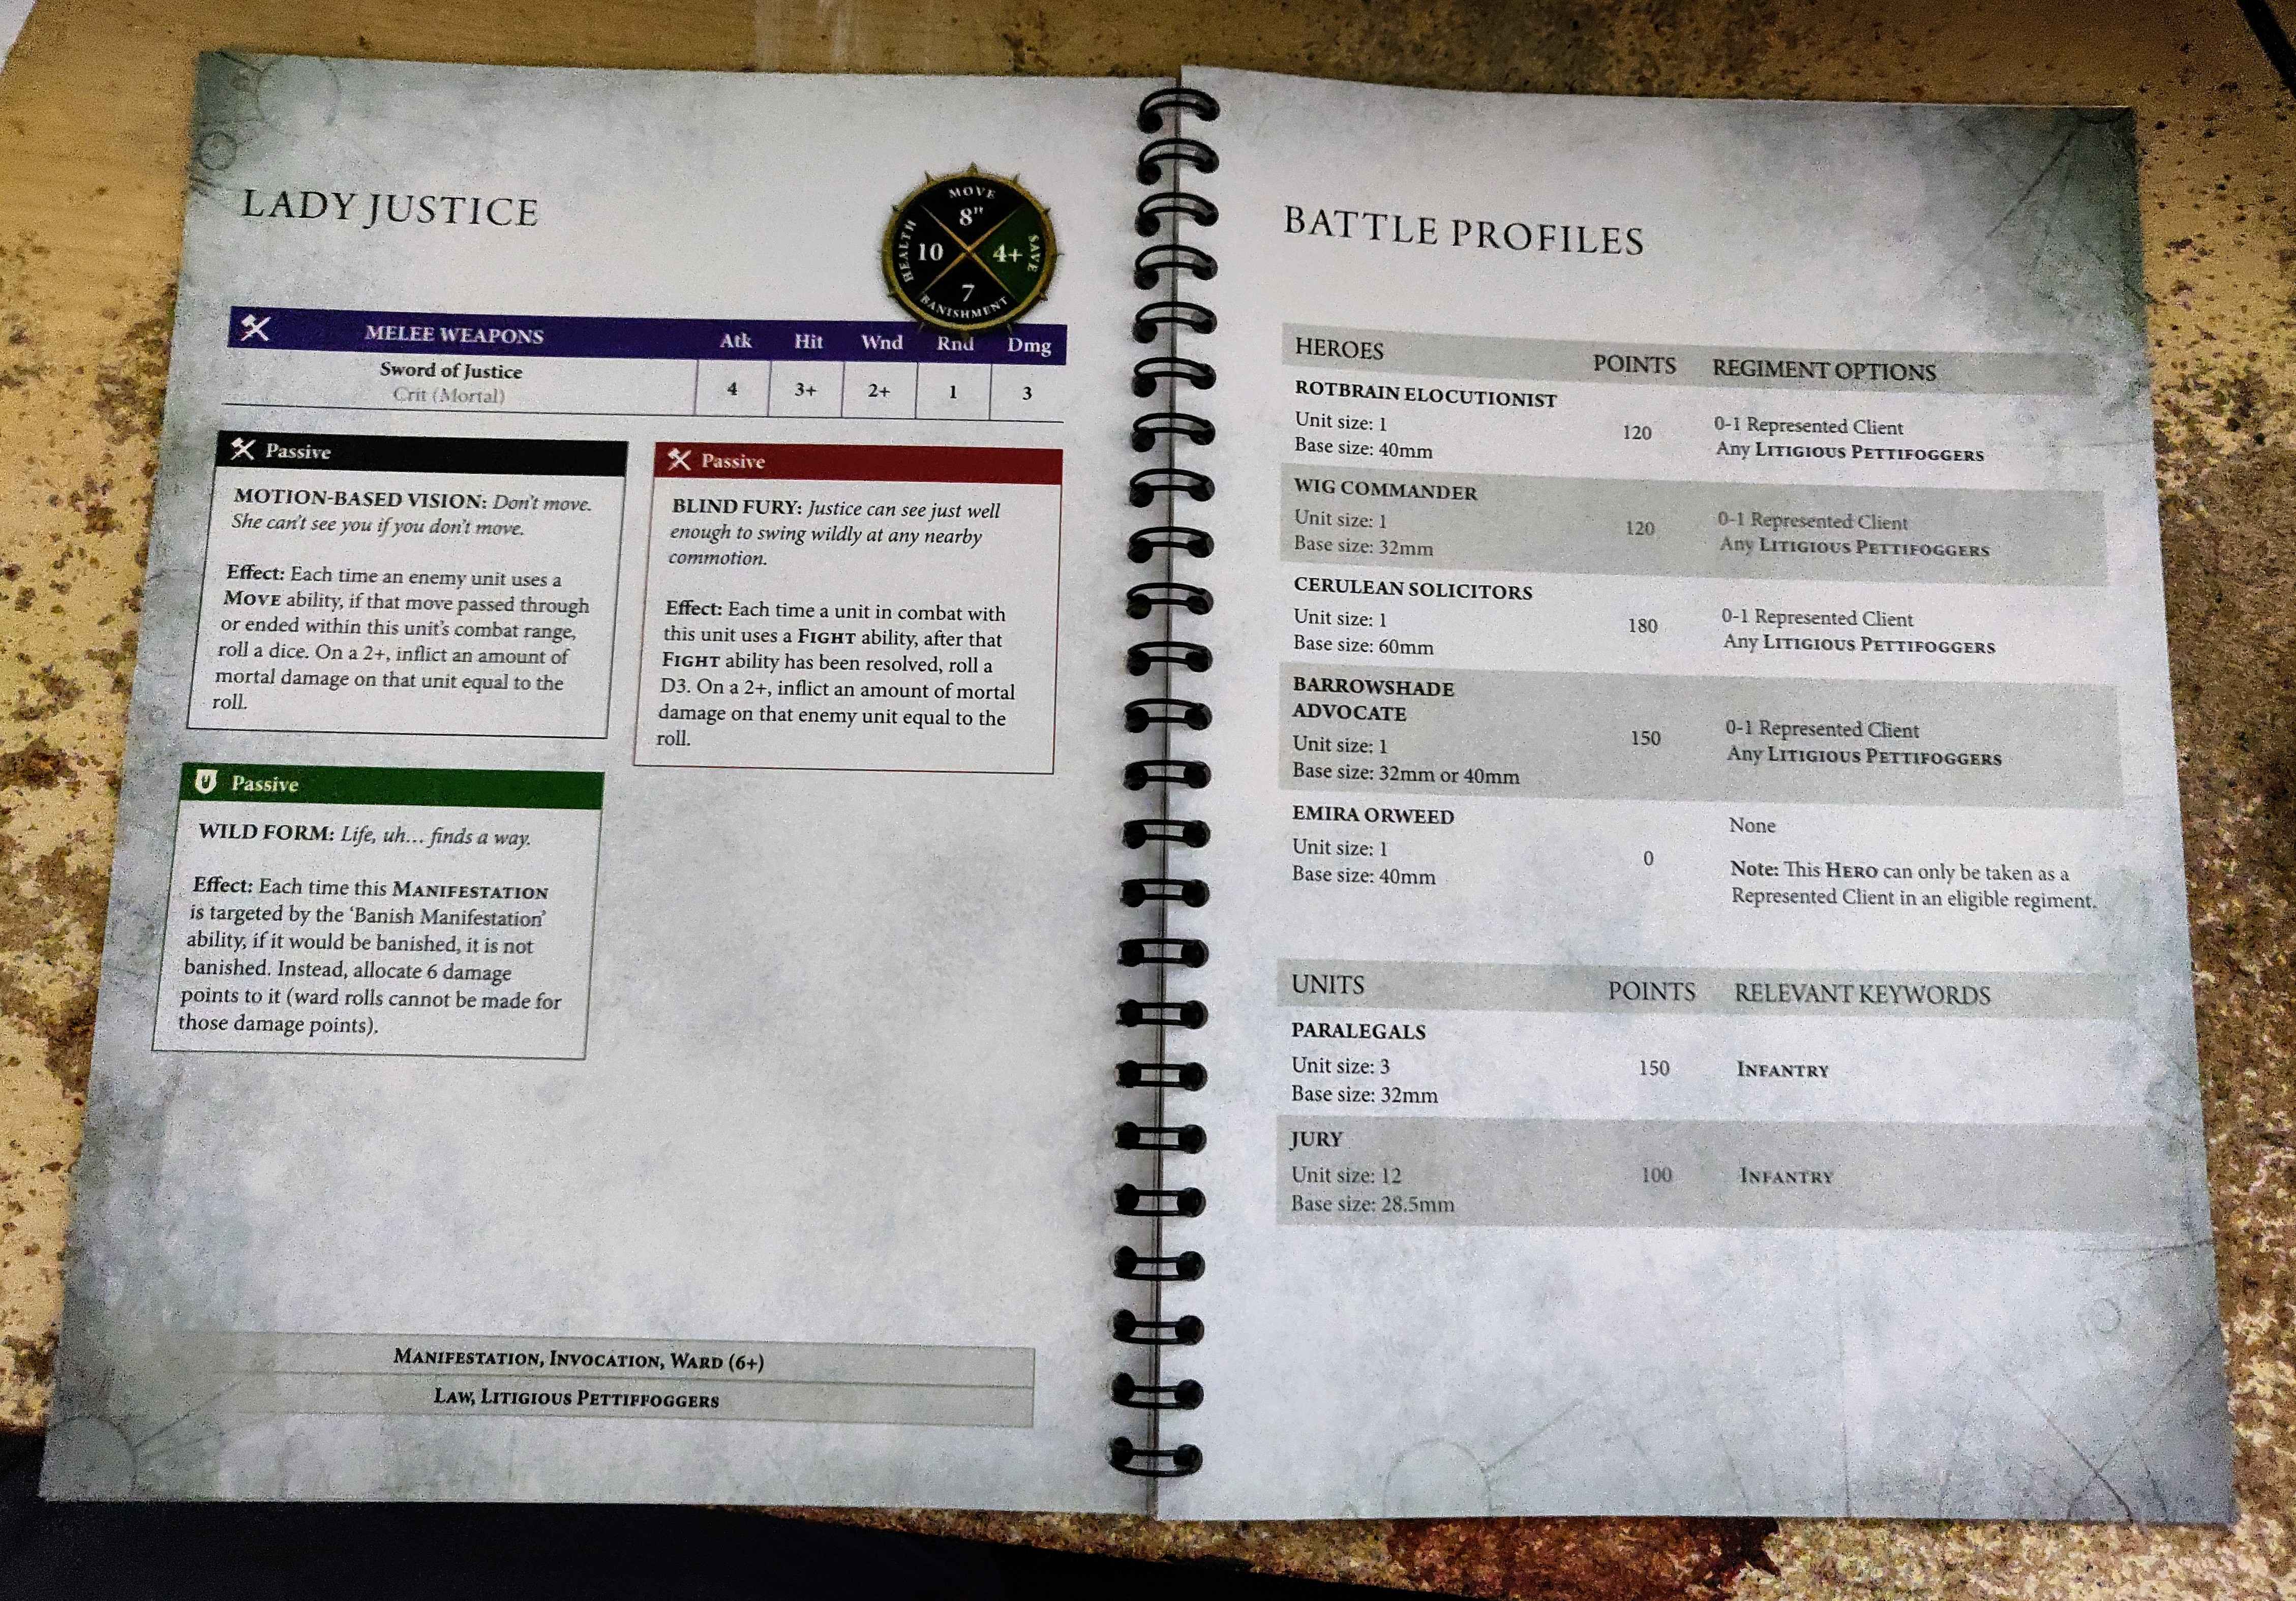 LADY JUSTICE
MOVE
8"
HEALTH
10
4+
SAVE
7
BANISHMENT
MELEE WEAPONS Atk Hit Wnd Rnd Dmg
Sword of Justice
Crit (Mortal)
4 3+ 2+ 1 3
Passive
MOTION-BASED VISION: Don't move.
She can't see you if you don't move.
Effect: Each time an enemy unit uses a
MOVE ability, if that move passed through
or ended within this unit's combat range,
roll a dice. On a 2+, inflict an amount of
mortal damage on that unit equal to the
roll.
Passive
BLIND FURY: Justice can see just well
enough to swing wildly at any nearby
commotion.
Effect: Each time a unit in combat with
this unit uses a FIGHT ability, after that
FIGHT ability has been resolved, roll a
D3. On a 2+, inflict an amount of mortal
damage on that enemy unit equal to the
roll.
Passive
WILD FORM: Life, uh... finds a way.
Effect: Each time this MANIFESTATION
is targeted by the 'Banish Manifestation'
ability, if it would be banished, it is not
banished. Instead, allocate 6 damage
points to it (ward rolls cannot be made for
those damage points).
MANIFESTATION, INVOCATION, WARD (6+)
LAW, LITIGIOUS PETTIFFOGGERS
BATTLE PROFILES
HEROES POINTS REGIMENT OPTIONS
ROTBRAIN ELOCUTIONIST
Unit size: 1
Base size: 40mm
120
0-1 Represented Client
Any LITIGIOUS PETTIFOGGERS
WIG COMMANDER
Unit size: 1
Base size: 32mm
120
0-1 Represented Client
Any LITIGIOUS PETTIFOGGERS
CERULEAN SOLICITORS
Unit size: 1
Base size: 60mm
180
0-1 Represented Client
Any LITIGIOUS PETTIFOGGERS
BARROWSHADE
ADVOCATE
Unit size: 1
Base size: 32mm or 40mm
150
0-1 Represented Client
Any LITIGIOUS PETTIFOGGERS
EMIRA ORWEED
Unit size: 1
Base size: 40mm
0
None
Note: This HERO can only be taken as a
Represented Client in an eligible regiment.
UNITS POINTS RELEVANT KEYWORDS
PARALEGALS
Unit size: 3
Base size: 32mm
150
INFANTRY
JURY
Unit size: 12
Base size: 28.5mm
100
INFANTRY